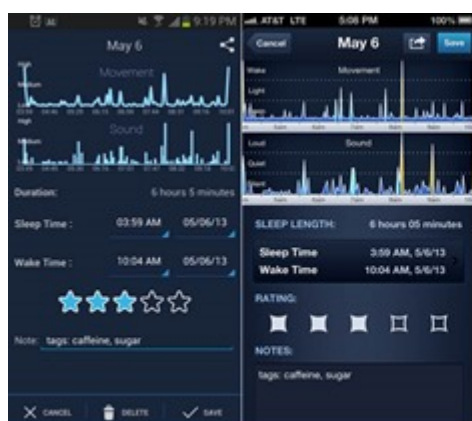 9:19 PM
May 6
High
Movement
Medium
High
Sound
Medium
Duration: 6 hours 5 minutes
Sleep Time : 03:59 AM 05/06/13
Wake Time : 10:04 AM 05/06/13
Note: tags: caffeine, sugar
CANCEL DELETE SAVE
AT&T LTE 5:08 PM 100%
Cancel May 6 Save
Wake Movement
Light
Loud Sound
Quiet
SLEEP LENGTH: 6 hours 05 minutes
Sleep Time 3:59 AM, 5/6/13
Wake Time 10:04 AM, 5/6/13
RATING:
NOTES:
tags: caffeine, sugar